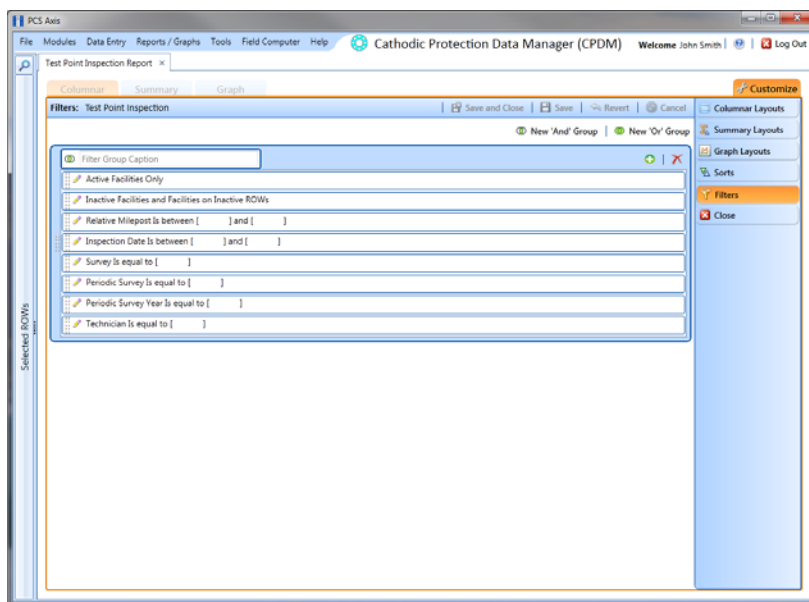 PCS Axis
File Modules Data Entry Reports / Graphs Tools Field Computer Help Cathodic Protection Data Manager (CPDM) Welcome John Smith Log Out
Test Point Inspection Report
Columnar Summary Graph Customize
Filters: Test Point Inspection Save and Close Save Revert Cancel
New 'And' Group New 'Or' Group
Filter Group Caption
Active Facilities Only
Inactive Facilities and Facilities on Inactive ROWs
Relative Milepost Is between [ ] and [ ]
Inspection Date Is between [ ] and [ ]
Survey Is equal to [ ]
Periodic Survey Is equal to [ ]
Periodic Survey Year Is equal to [ ]
Technician Is equal to [ ]
Columnar Layouts
Summary Layouts
Graph Layouts
Sorts
Filters
Close
Selected ROWs